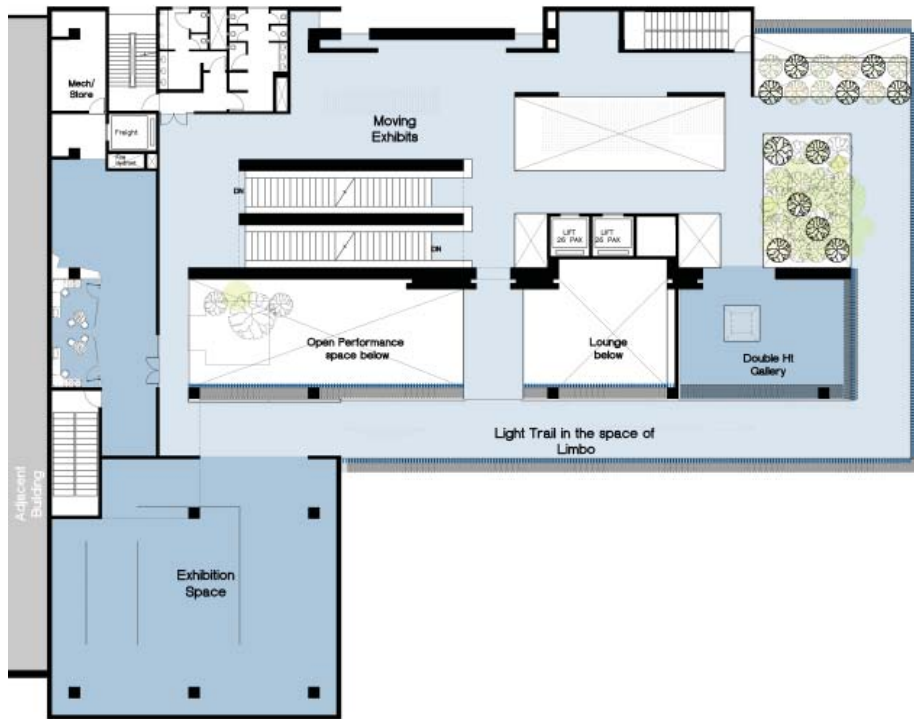 Mech/
Store
Freight
Moving
Exhibits
DN
DN
LIFT
26 PAX
LIFT
26 PAX
Open Performance
space below
Lounge
below
Double Ht
Gallery
Light Trail in the space of
Limbo
Adjacent
Building
Exhibition
Space